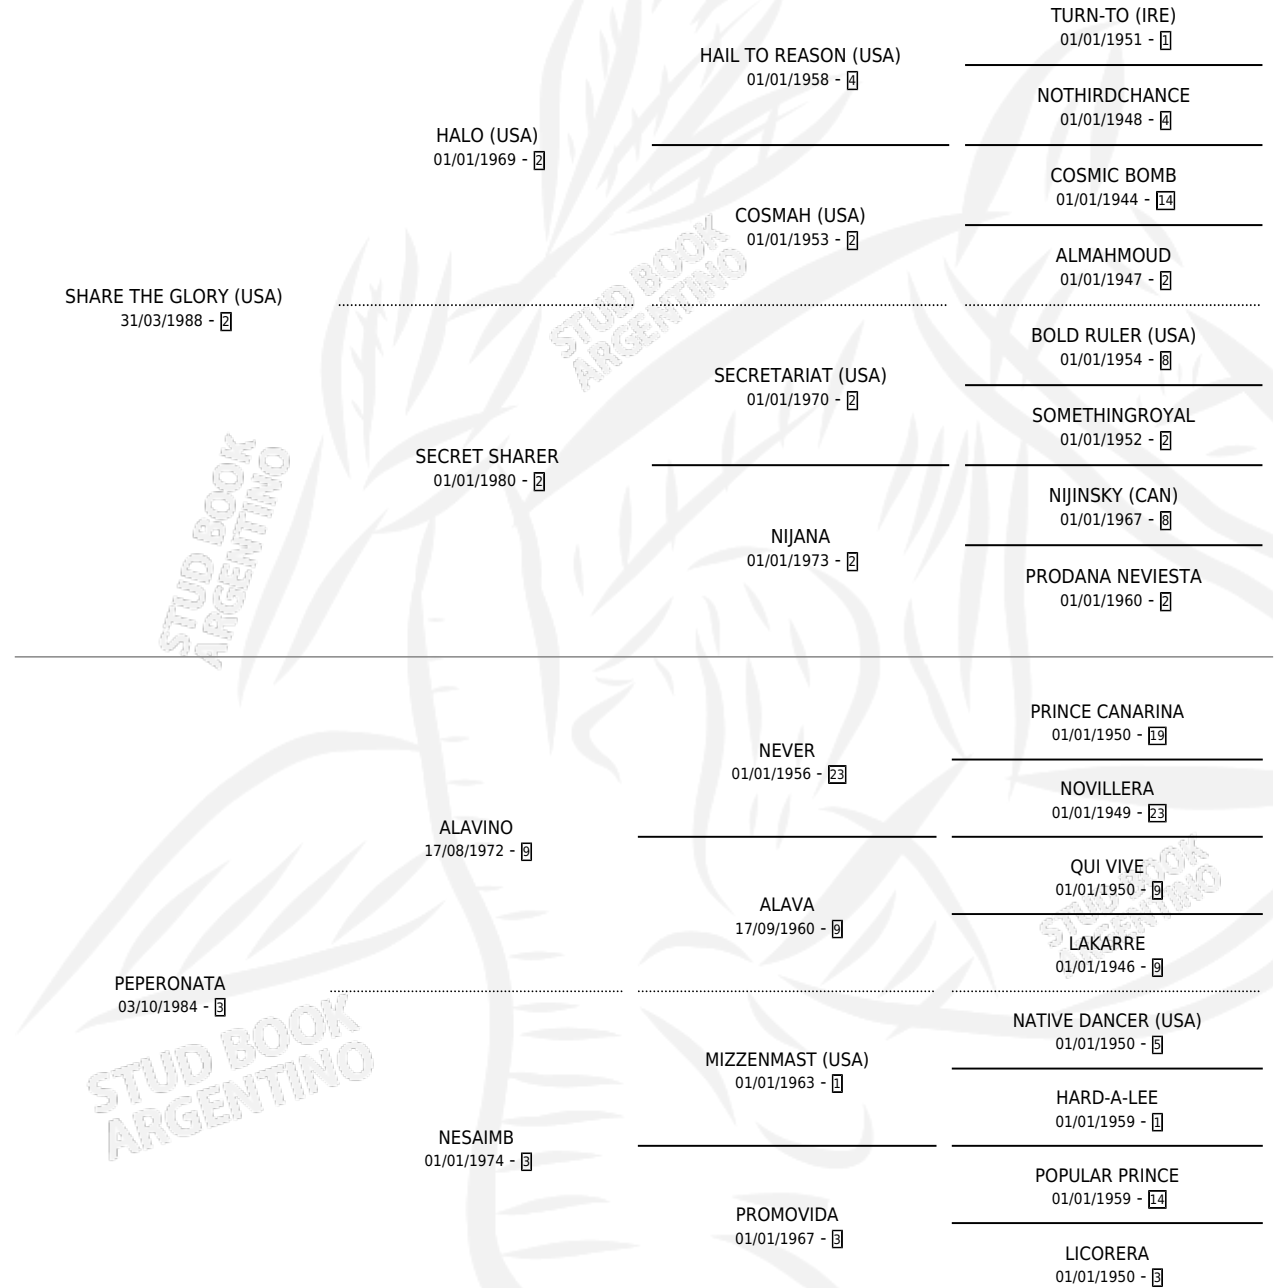 TURN-TO (IRE)
01/01/1951 - 1
HAIL TO REASON (USA)
01/01/1958 - 4
NOTHIRDCHANCE
01/01/1948 - 4
HALO (USA)
01/01/1969 - 2
COSMIC BOMB
01/01/1944 - 14
COSMAH (USA)
01/01/1953 - 2
ALMAHMOUD
01/01/1947 - 2
SHARE THE GLORY (USA)
31/03/1988 - 2
STUD BOOK
ARGENTINO
BOLD RULER (USA)
01/01/1954 - 8
SECRETARIAT (USA)
01/01/1970 - 2
SOMETHINGROYAL
01/01/1952 - 2
SECRET SHARER
01/01/1980 - 2
NIJINSKY (CAN)
01/01/1967 - 8
NIJANA
01/01/1973 - 2
PRODANA NEVIESTA
01/01/1960 - 2
STUD BOOK
ARGENTINO
PRINCE CANARINA
01/01/1950 - 19
NEVER
01/01/1956 - 23
NOVILLERA
01/01/1949 - 23
ALAVINO
17/08/1972 - 9
QUI VIVE
01/01/1950 - 9
ALAVA
17/09/1960 - 9
STUD BOOK
ARGENTINO
LAKARRE
01/01/1946 - 9
PEPERONATA
03/10/1984 - 3
NATIVE DANCER (USA)
01/01/1950 - 5
MIZZENMAST (USA)
01/01/1963 - 1
STUD BOOK
ARGENTINO
HARD-A-LEE
01/01/1959 - 1
NESAIMB
01/01/1974 - 3
POPULAR PRINCE
01/01/1959 - 14
PROMOVIDA
01/01/1967 - 3
LICORERA
01/01/1950 - 3